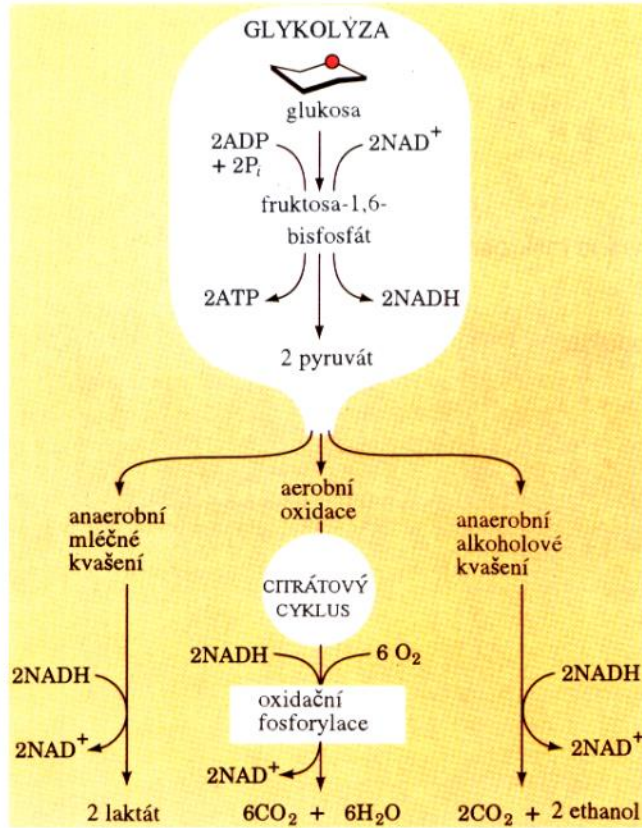 GLYKOLÝZA
glukosa
2ADP
+ 2Pi
2NAD+
fruktosa-1,6-
bisfosfát
2ATP
2NADH
2 pyruvát
anaerobní
mléčné
kvašení
aerobní
oxidace
anaerobní
alkoholové
kvašení
CITRÁTOVÝ
CYKLUS
2NADH
6 O2
2NADH
2NADH
oxidační
fosforylace
2NAD+
2NAD+
2NAD+
2 laktát
6CO2 + 6H2O
2CO2 + 2 ethanol